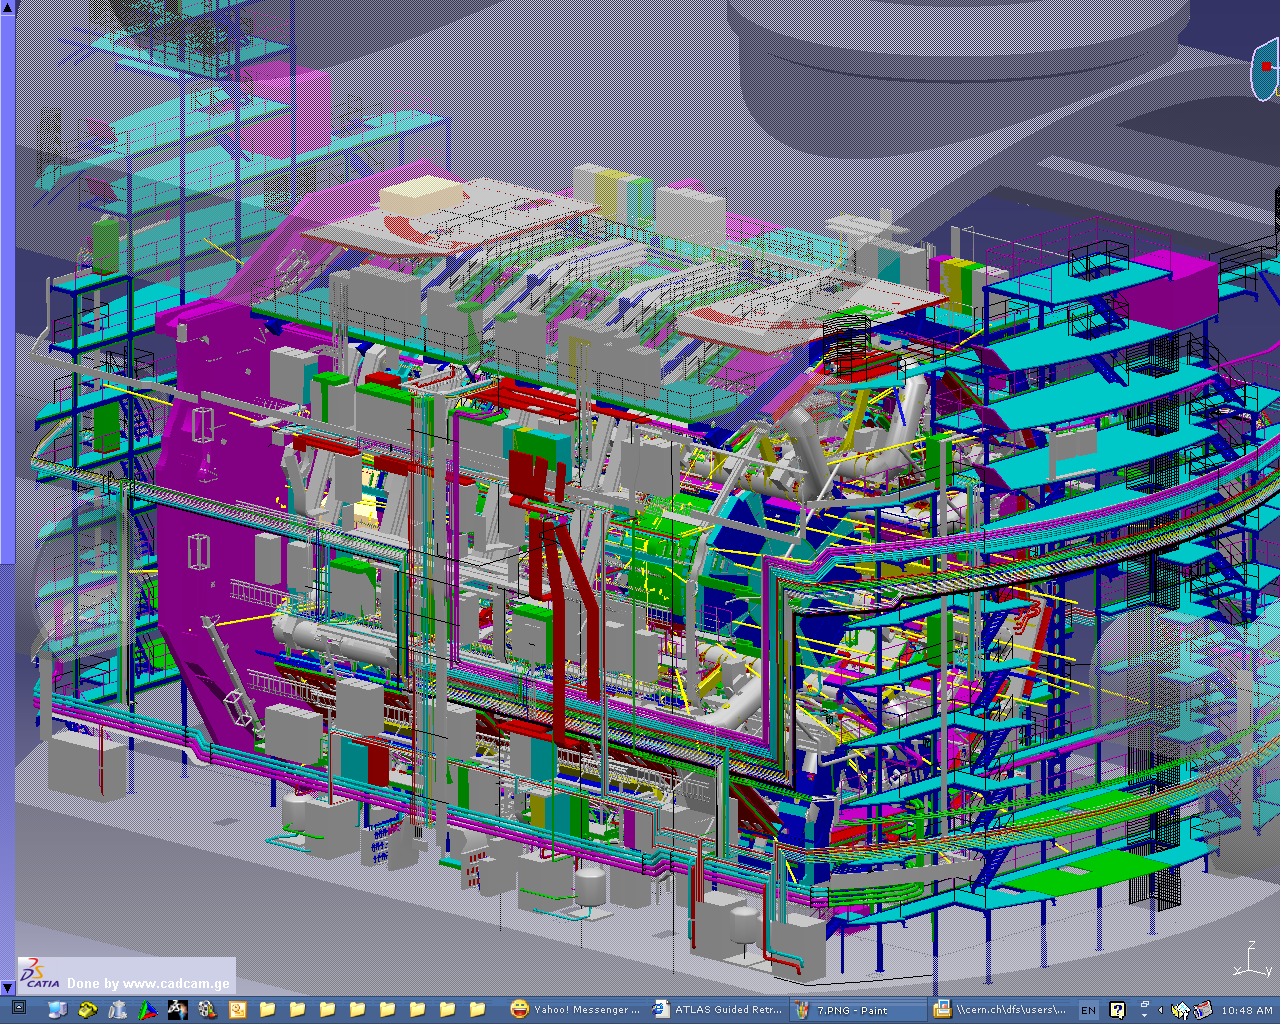 z
x
y
DS
CATIA Done by www.cadcam.ge
Yahoo! Messenger ...
ATLAS Guided Retr...
7.PNG - Paint
\\cern.ch\dfs\users\...
EN
10:48 AM